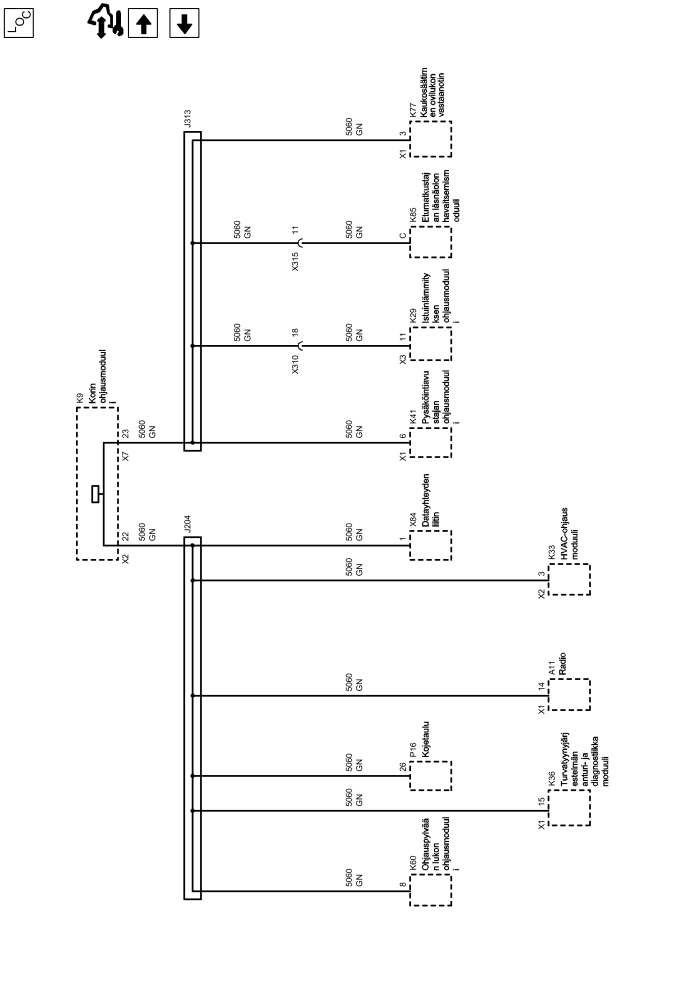 LOC
K9
Korin
ohjausmoduul
i
X2
22
5060
GN
X7
23
5060
GN
J204
J313
5060
GN
8
K60
Ohjauspylvää
n lukon
ohjausmoduul
i
5060
GN
X1
15
K36
Turvatyynyjärj
estelmän
anturi- ja
diagnostiikka
moduuli
5060
GN
26
P16
Kojetaulu
5060
GN
X1
14
A11
Radio
5060
GN
X2
3
K33
HVAC-ohjaus
moduuli
5060
GN
1
X84
Datayhteyden
liitin
5060
GN
X1
6
K41
Pysäköintiavu
stajan
ohjausmoduul
i
5060
GN
X310
18
5060
GN
X3
11
K29
Istuinlämmity
ksen
ohjausmoduul
i
5060
GN
X315
11
5060
GN
C
K85
Etumatkustaj
an läsnäolon
havaitsemism
oduuli
5060
GN
X1
3
K77
Kaukosäätim
en ovilukon
vastaanotin